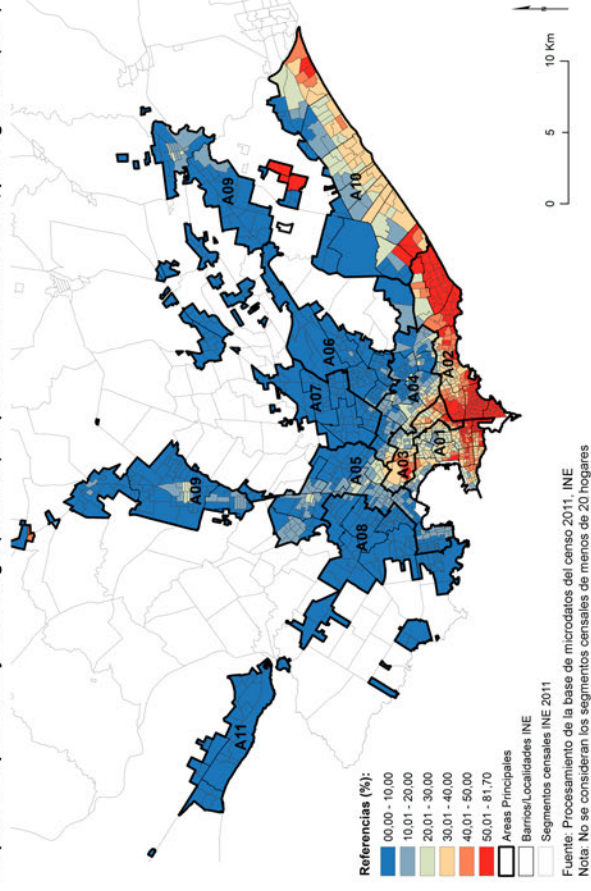 Referencias (%):
00,00 - 10,00
10,01 - 20,00
20,01 - 30,00
30,01 - 40,00
40,01 - 50,00
50,01 - 81,70
Areas Principales
Barrios/Localidades INE
Segmentos censales INE 2011
Fuente: Procesamiento de la base de microdatos del censo 2011, INE
Nota: No se consideran los segmentos censales de menos de 20 hogares
A11
A09
A08
A05
A07
A06
A09
A03
A01
A04
A02
A10
0 5 10 Km